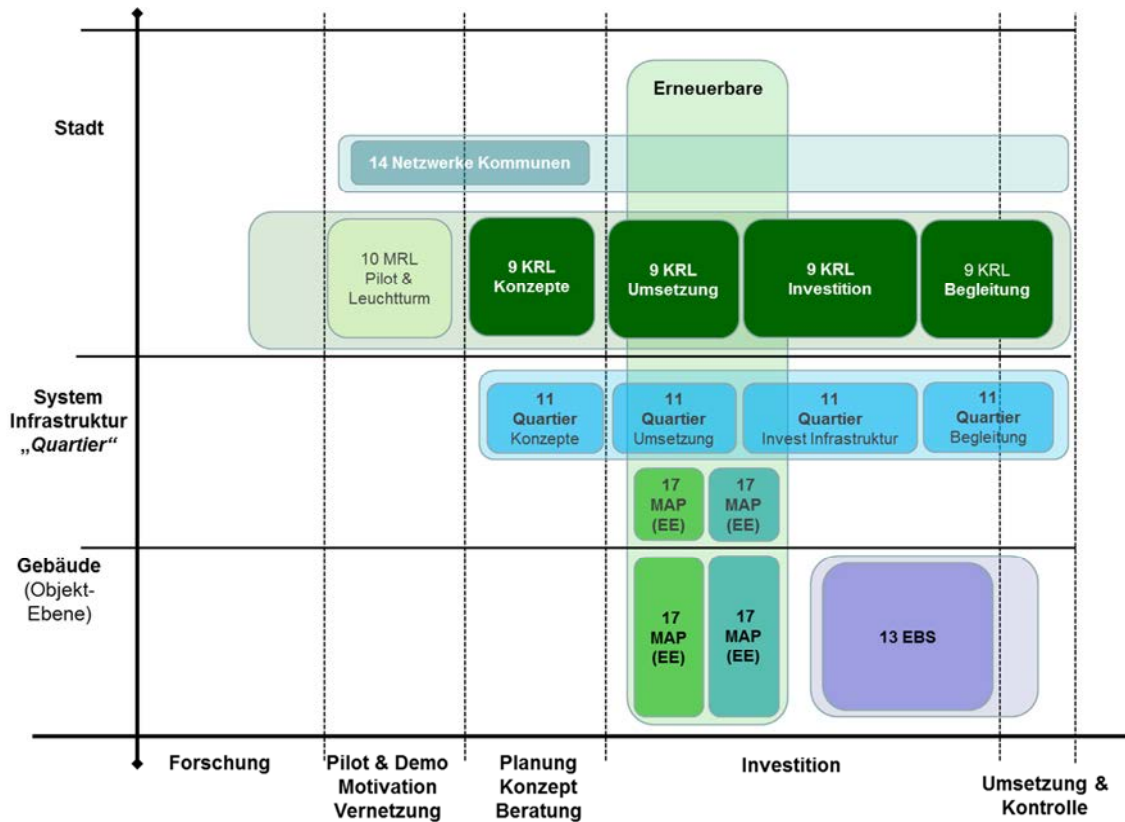 Erneuerbare
Stadt
14 Netzwerke Kommunen
10 MRL
Pilot &
Leuchtturm
9 KRL
Konzepte
9 KRL
Umsetzung
9 KRL
Investition
9 KRL
Begleitung
System
Infrastruktur
„Quartier“
11
Quartier
Konzepte
11
Quartier
Umsetzung
11
Quartier
Invest Infrastruktur
11
Quartier
Begleitung
17
MAP
(EE)
17
MAP
(EE)
Gebäude
(Objekt-
Ebene)
17
MAP
(EE)
17
MAP
(EE)
13 EBS
Forschung
Pilot & Demo
Motivation
Vernetzung
Planung
Konzept
Beratung
Investition
Umsetzung &
Kontrolle